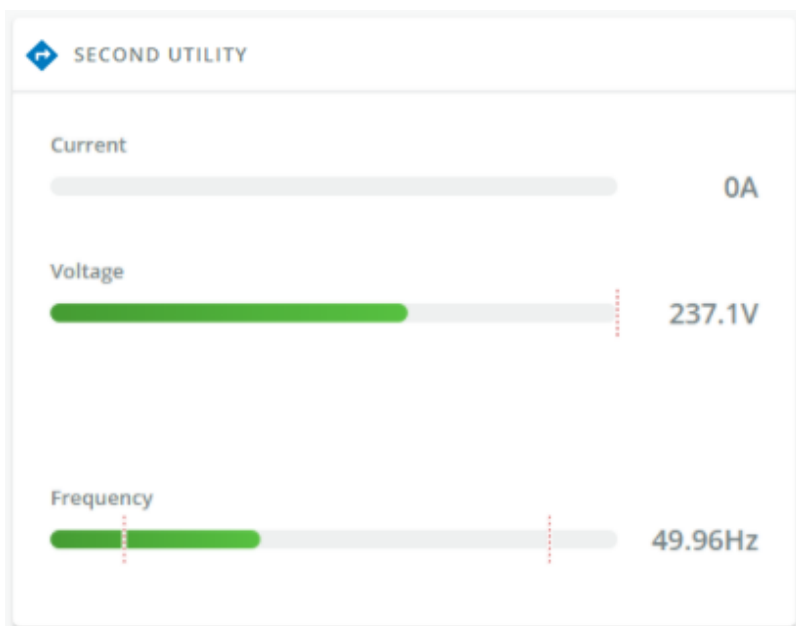 SECOND UTILITY
Current
0A
Voltage
237.1V
Frequency
49.96Hz